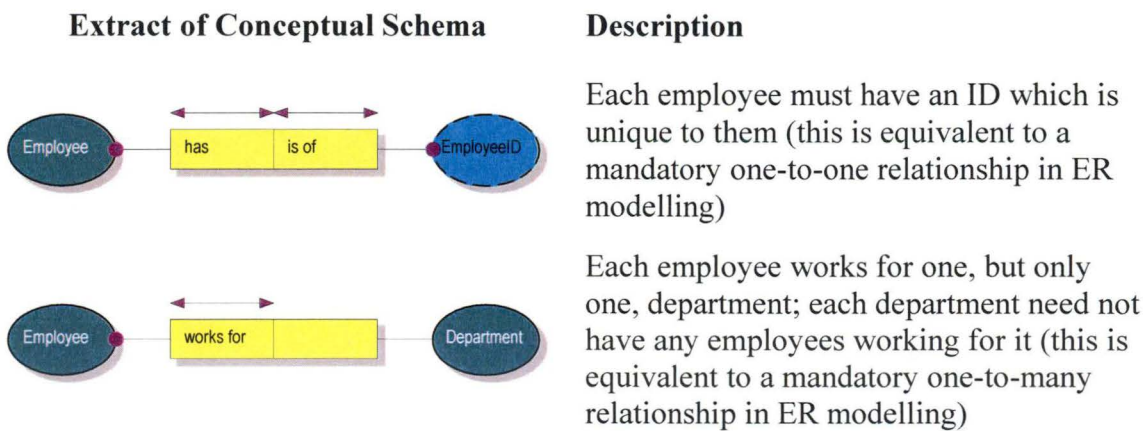 Extract of Conceptual Schema
Description
Employee
has
is of
EmployeeID
Each employee must have an ID which is
unique to them (this is equivalent to a
mandatory one-to-one relationship in ER
modelling)
Employee
works for
Department
Each employee works for one, but only
one, department; each department need not
have any employees working for it (this is
equivalent to a mandatory one-to-many
relationship in ER modelling)